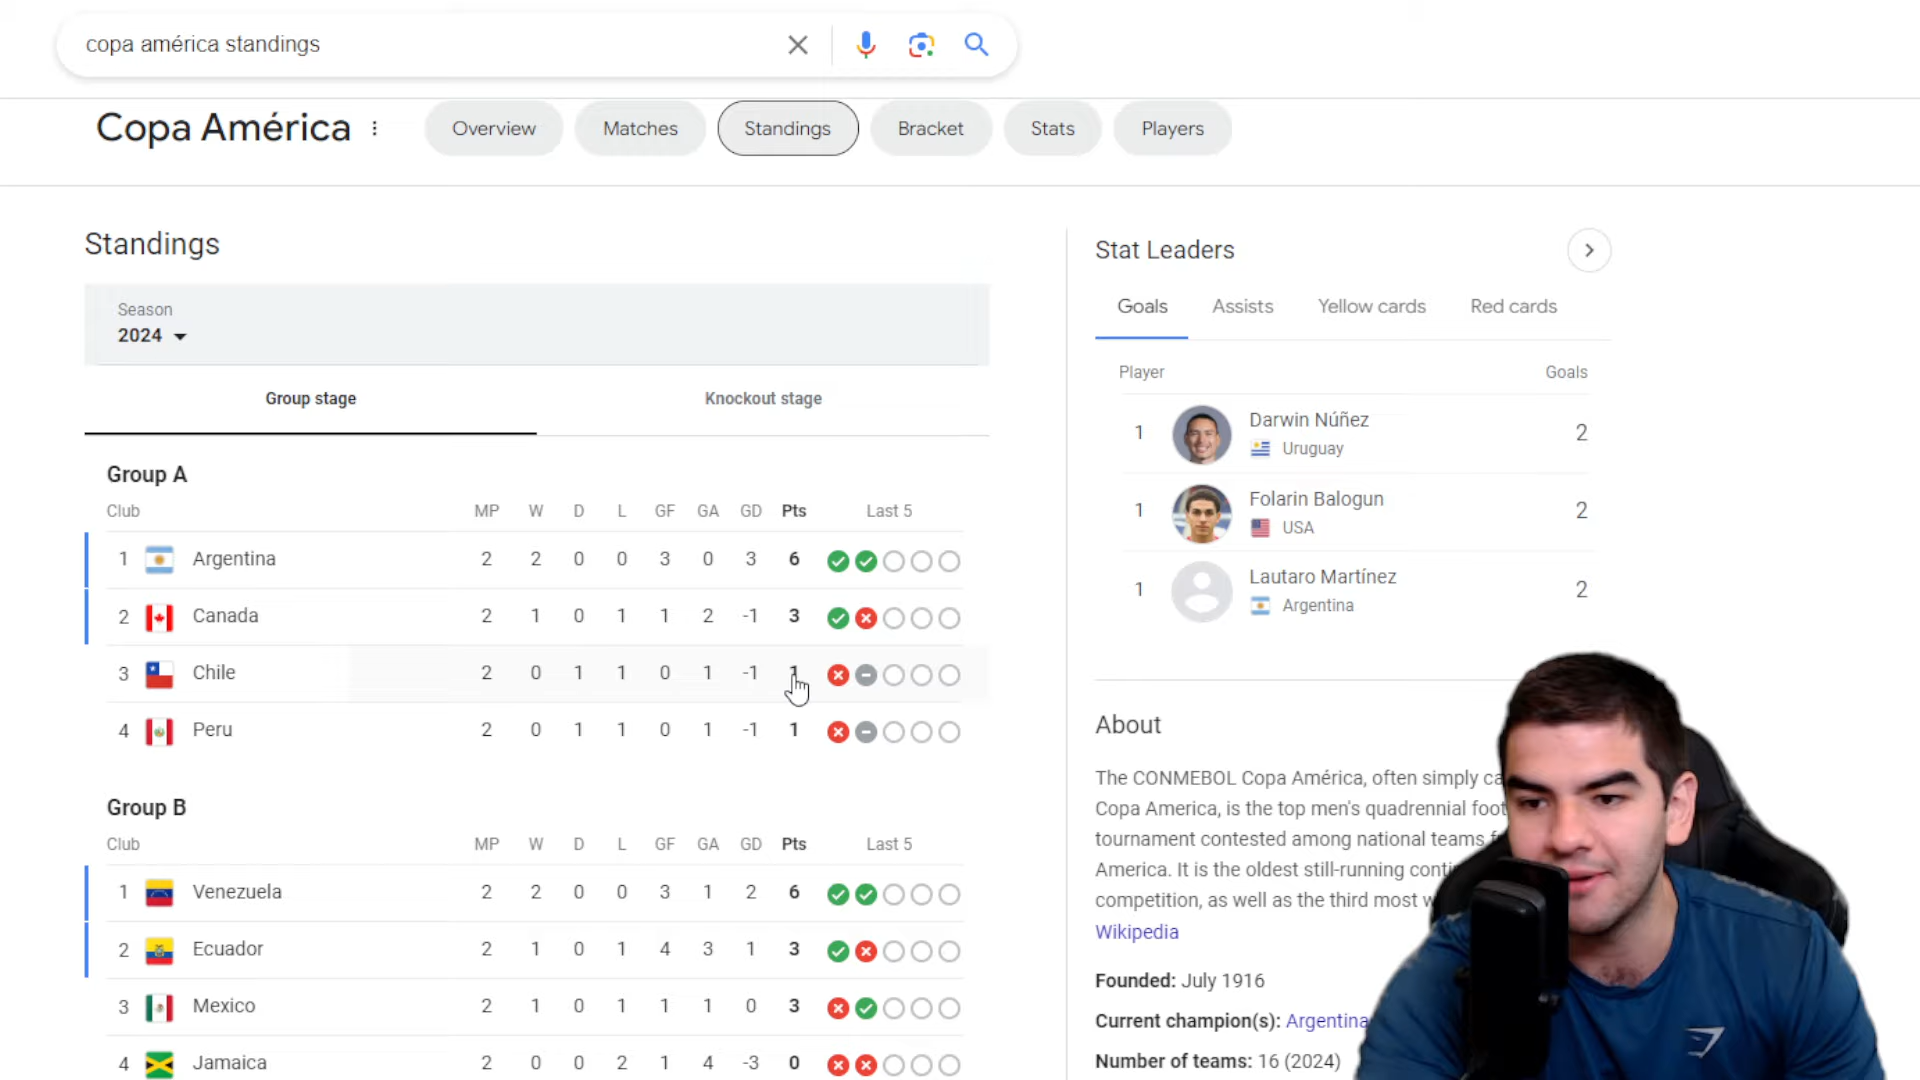 copa américa standings
Copa América
Overview
Matches
Standings
Bracket
Stats
Players
Standings
Season
2024
Group stage
Knockout stage
Group A
Club MP W D L GF GA GD Pts Last 5
1 Argentina 2 2 0 0 3 0 3 6
2 Canada 2 1 0 1 1 2 -1 3
3 Chile 2 0 1 1 0 1 -1 1
4 Peru 2 0 1 1 0 1 -1 1
Group B
Club MP W D L GF GA GD Pts Last 5
1 Venezuela 2 2 0 0 3 1 2 6
2 Ecuador 2 1 0 1 4 3 1 3
3 Mexico 2 1 0 1 1 1 0 3
4 Jamaica 2 0 0 2 1 4 -3 0
Stat Leaders
Goals
Assists
Yellow cards
Red cards
Player Goals
1 Darwin Núñez 2
Uruguay
1 Folarin Balogun 2
USA
1 Lautaro Martínez 2
Argentina
About
The CONMEBOL Copa América, often simply
Copa America, is the top men's quadrennial
tournament contested among national teams
America. It is the oldest still-running
competition, as well as the third most
Wikipedia
Founded: July 1916
Current champion(s): Argentina
Number of teams: 16 (2024)